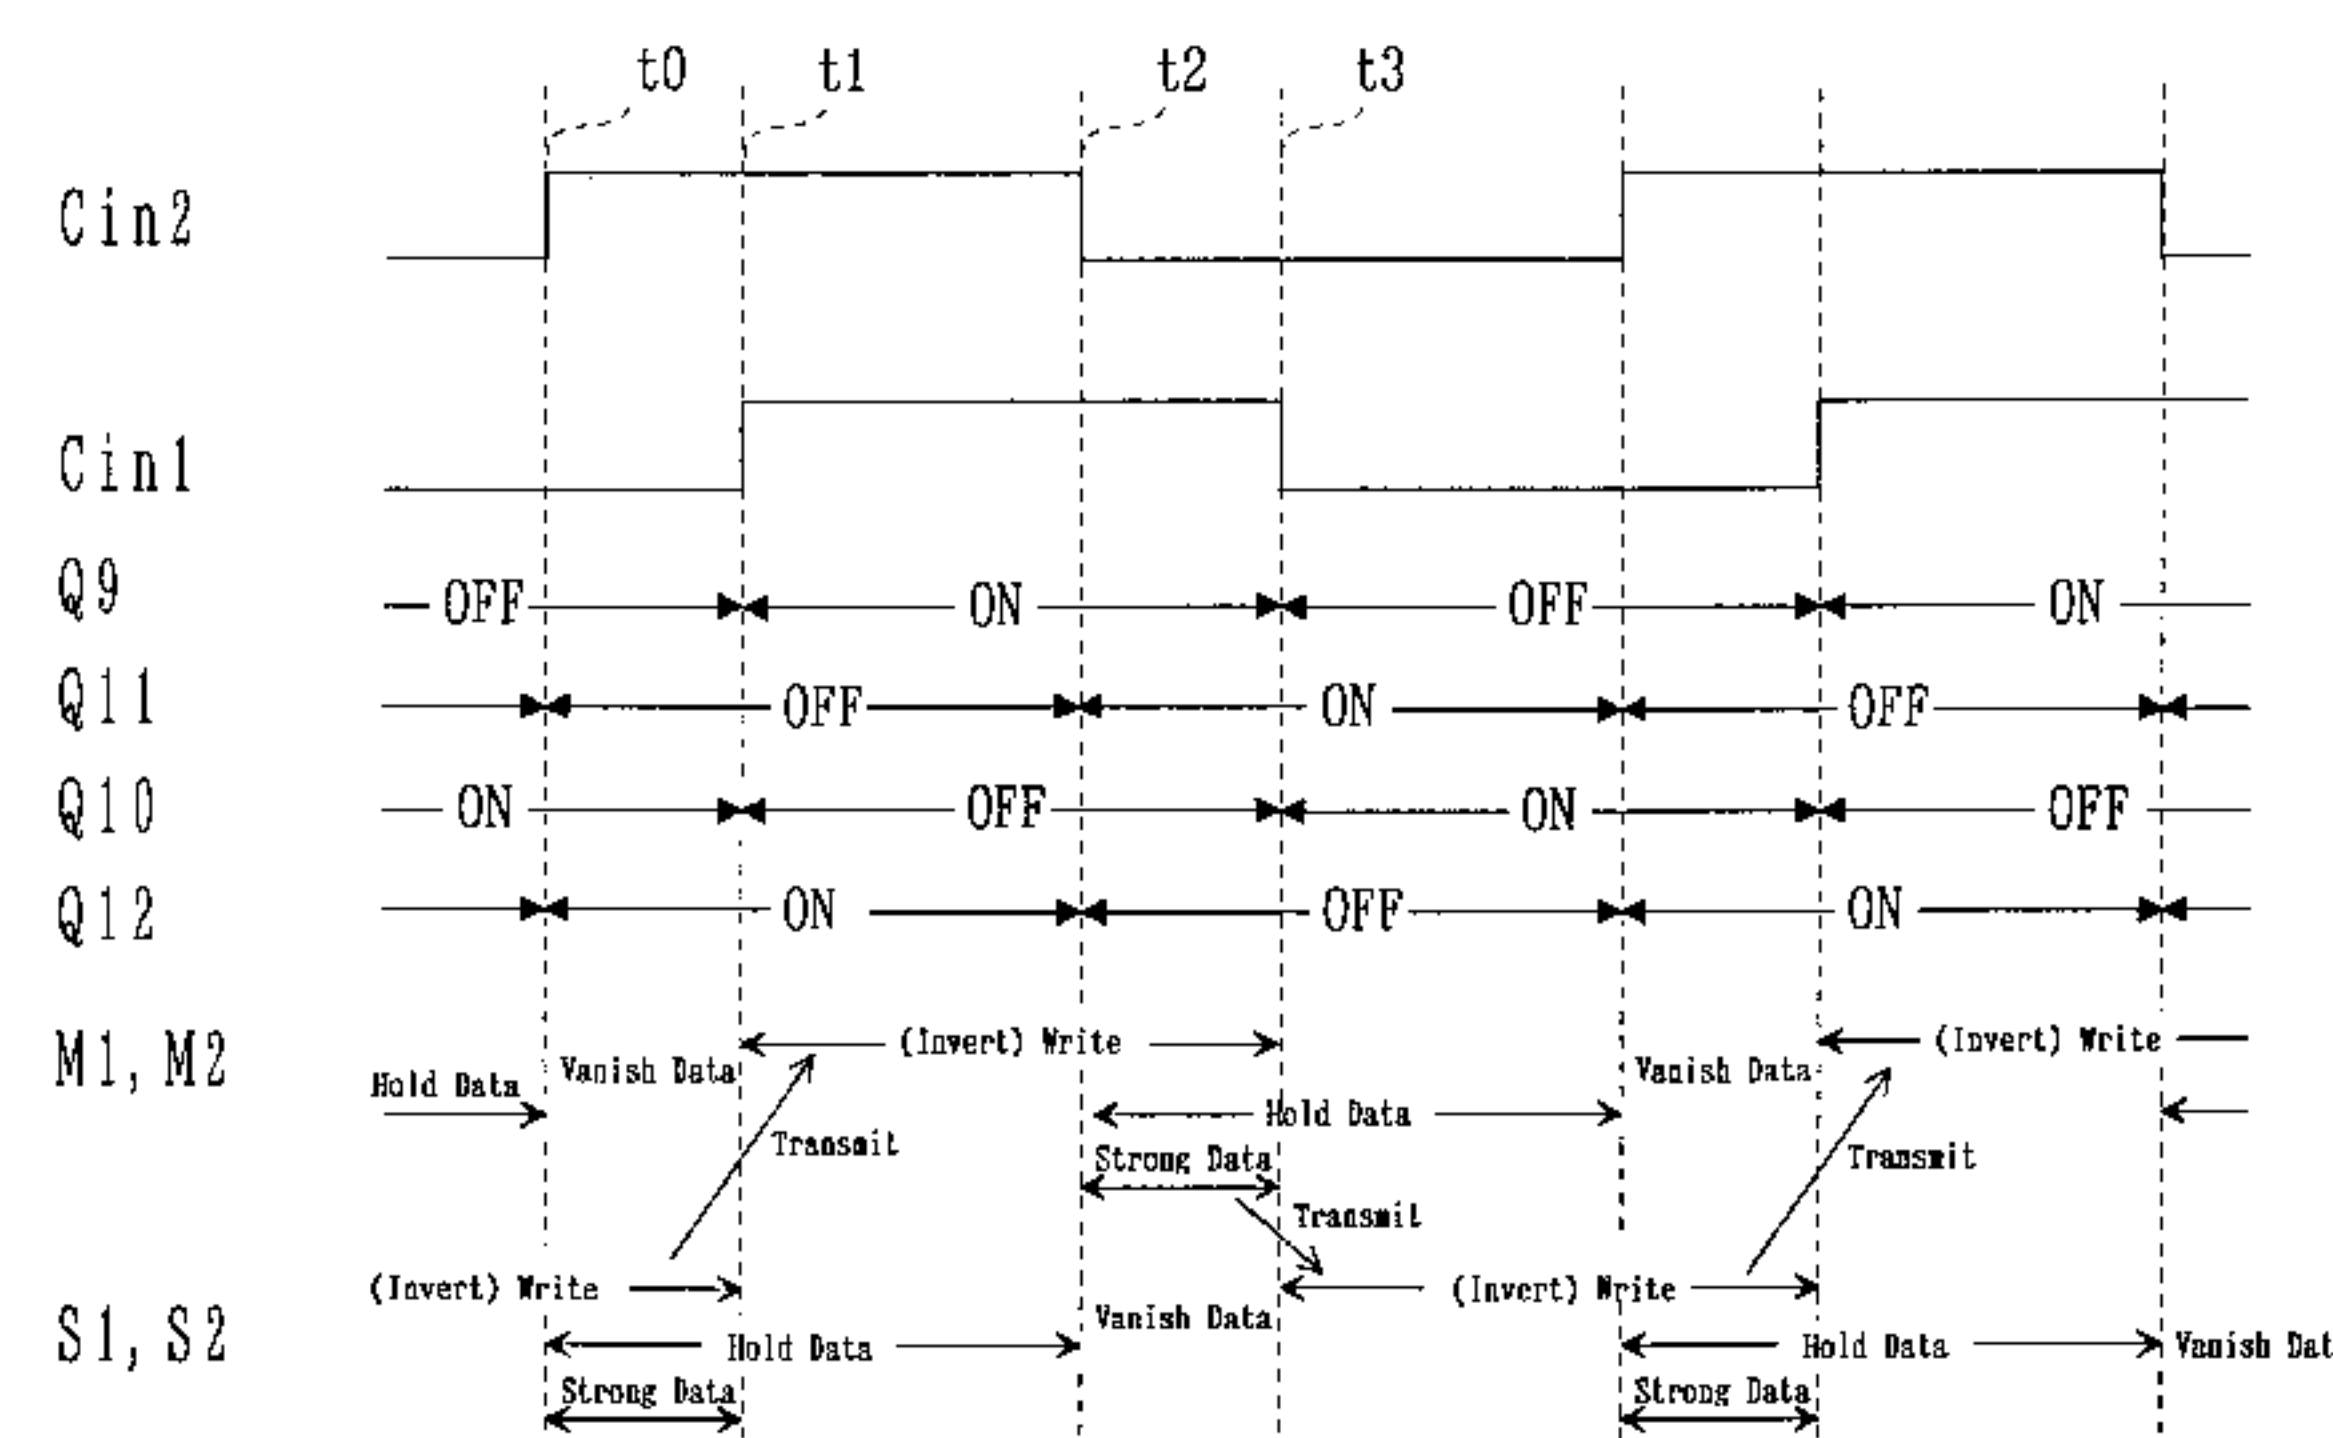 t0 t1 t2 t3
Cin2
Cin1
Q9 OFF ON OFF ON
Q11 OFF ON OFF
Q10 ON OFF ON OFF
Q12 ON OFF ON
(Invert) Write (Invert) Write
M1, M2 Vanish Data Vanish Data
Hold Data Hold Data
Transmit Strong Data Transmit
Transmit
(Invert) Write (Invert) Write
S1, S2 Vanish Data
Hold Data Hold Data Vanish Dat
Strong Data Strong Data